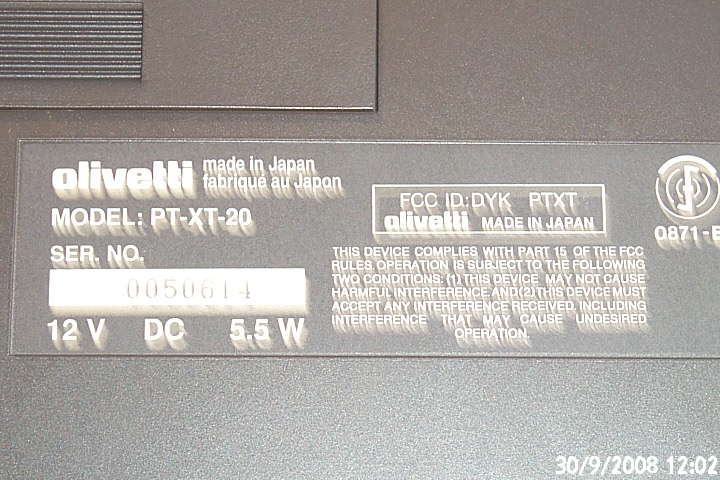 olivetti made in Japan
fabrique au Japon
MODEL: PT-XT-20
SER. NO.
0050614
12 V DC 5.5 W
FCC ID:DYK PTXT
olivetti MADE IN JAPAN
THIS DEVICE COMPLIES WITH PART 15 OF THE FCC
RULES. OPERATION IS SUBJECT TO THE FOLLOWING
TWO CONDITIONS: (1) THIS DEVICE MAY NOT CAUSE
HARMFUL INTERFERENCE. AND (2) THIS DEVICE MUST
ACCEPT ANY INTERFERENCE RECEIVED, INCLUDING
INTERFERENCE THAT MAY CAUSE UNDESIRED
OPERATION.
0871-E
30/9/2008 12:02